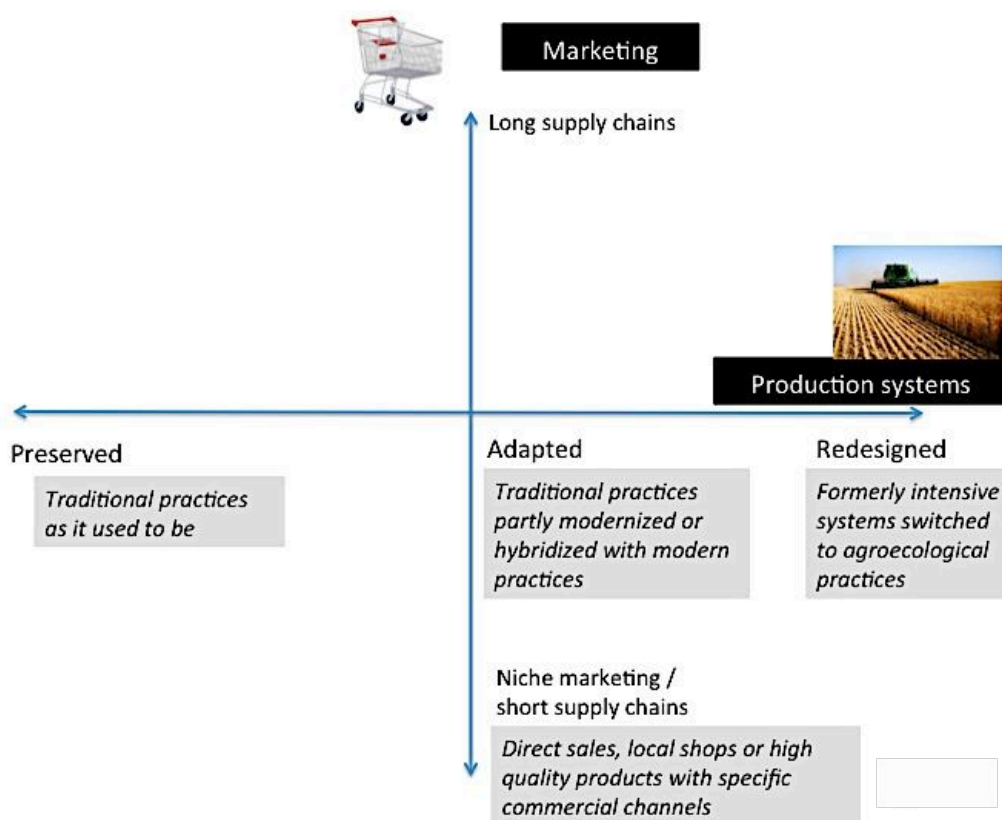 Marketing
Long supply chains
Production systems
Preserved
Traditional practices
as it used to be
Adapted
Traditional practices
partly modernized or
hybridized with modern
practices
Redesigned
Formerly intensive
systems switched
to agroecological
practices
Niche marketing /
short supply chains
Direct sales, local shops or high
quality products with specific
commercial channels